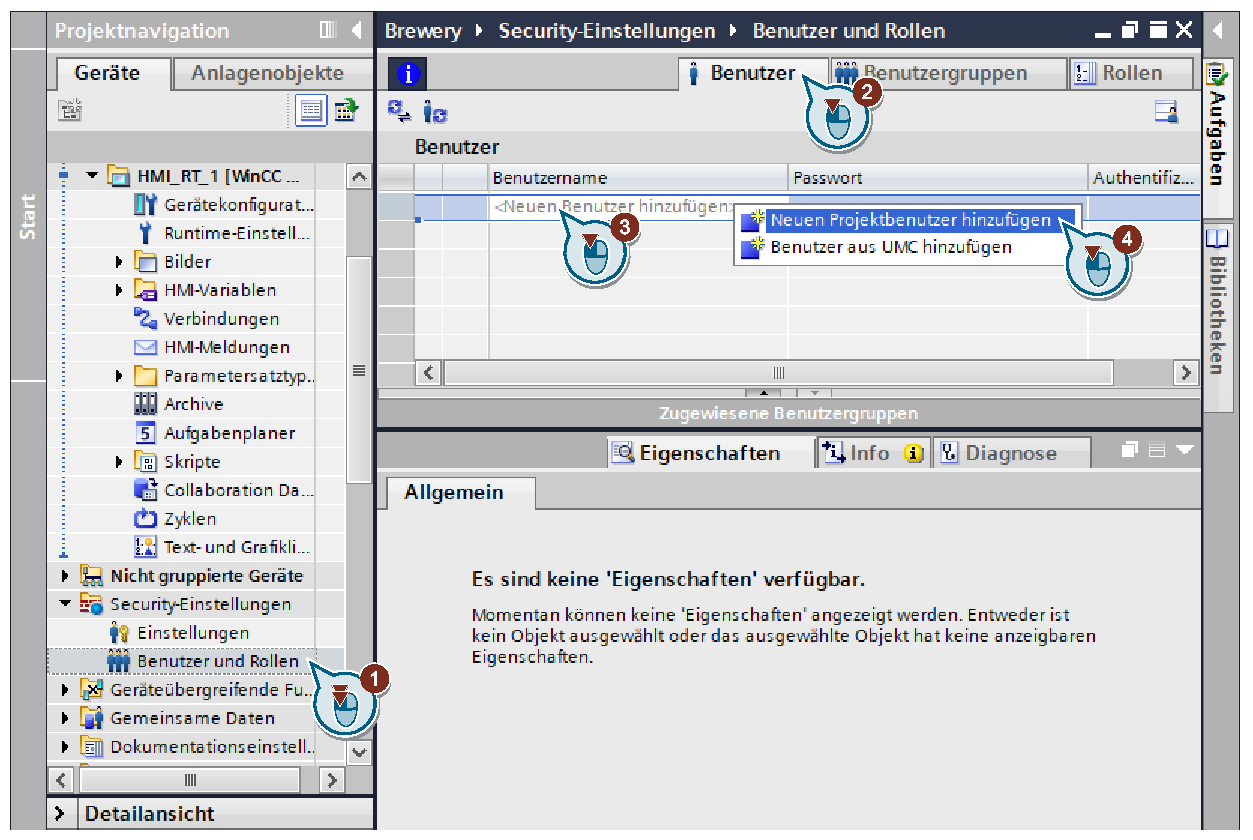 Projektnavigation
Geräte
Anlagenobjekte
Start
HMI_RT_1 [WinCC ...
Gerätekonfigurat...
Runtime-Einstell...
Bilder
HMI-Variablen
Verbindungen
HMI-Meldungen
Parametersatztyp..
Archive
Aufgabenplaner
Skripte
Collaboration Da...
Zyklen
Text- und Grafikli...
Nicht gruppierte Geräte
Security-Einstellungen
Einstellungen
Benutzer und Rollen
1
Geräteübergreifende Fu..
Gemeinsame Daten
Dokumentationseinstell..
Detailansicht
Brewery Security-Einstellungen Benutzer und Rollen
Benutzer
2
Benutzergruppen
Rollen
Benutzer
Benutzername
Passwort
Authentifiz...
<Neuen Benutzer hinzufügen>
3
Neuen Projektbenutzer hinzufügen
4
Benutzer aus UMC hinzufügen
Zugewiesene Benutzergruppen
Eigenschaften
Info
Diagnose
Allgemein
Es sind keine 'Eigenschaften' verfügbar.
Momentan können keine 'Eigenschaften' angezeigt werden. Entweder ist
kein Objekt ausgewählt oder das ausgewählte Objekt hat keine anzeigbaren
Eigenschaften.
Aufgaben
Bibliotheken